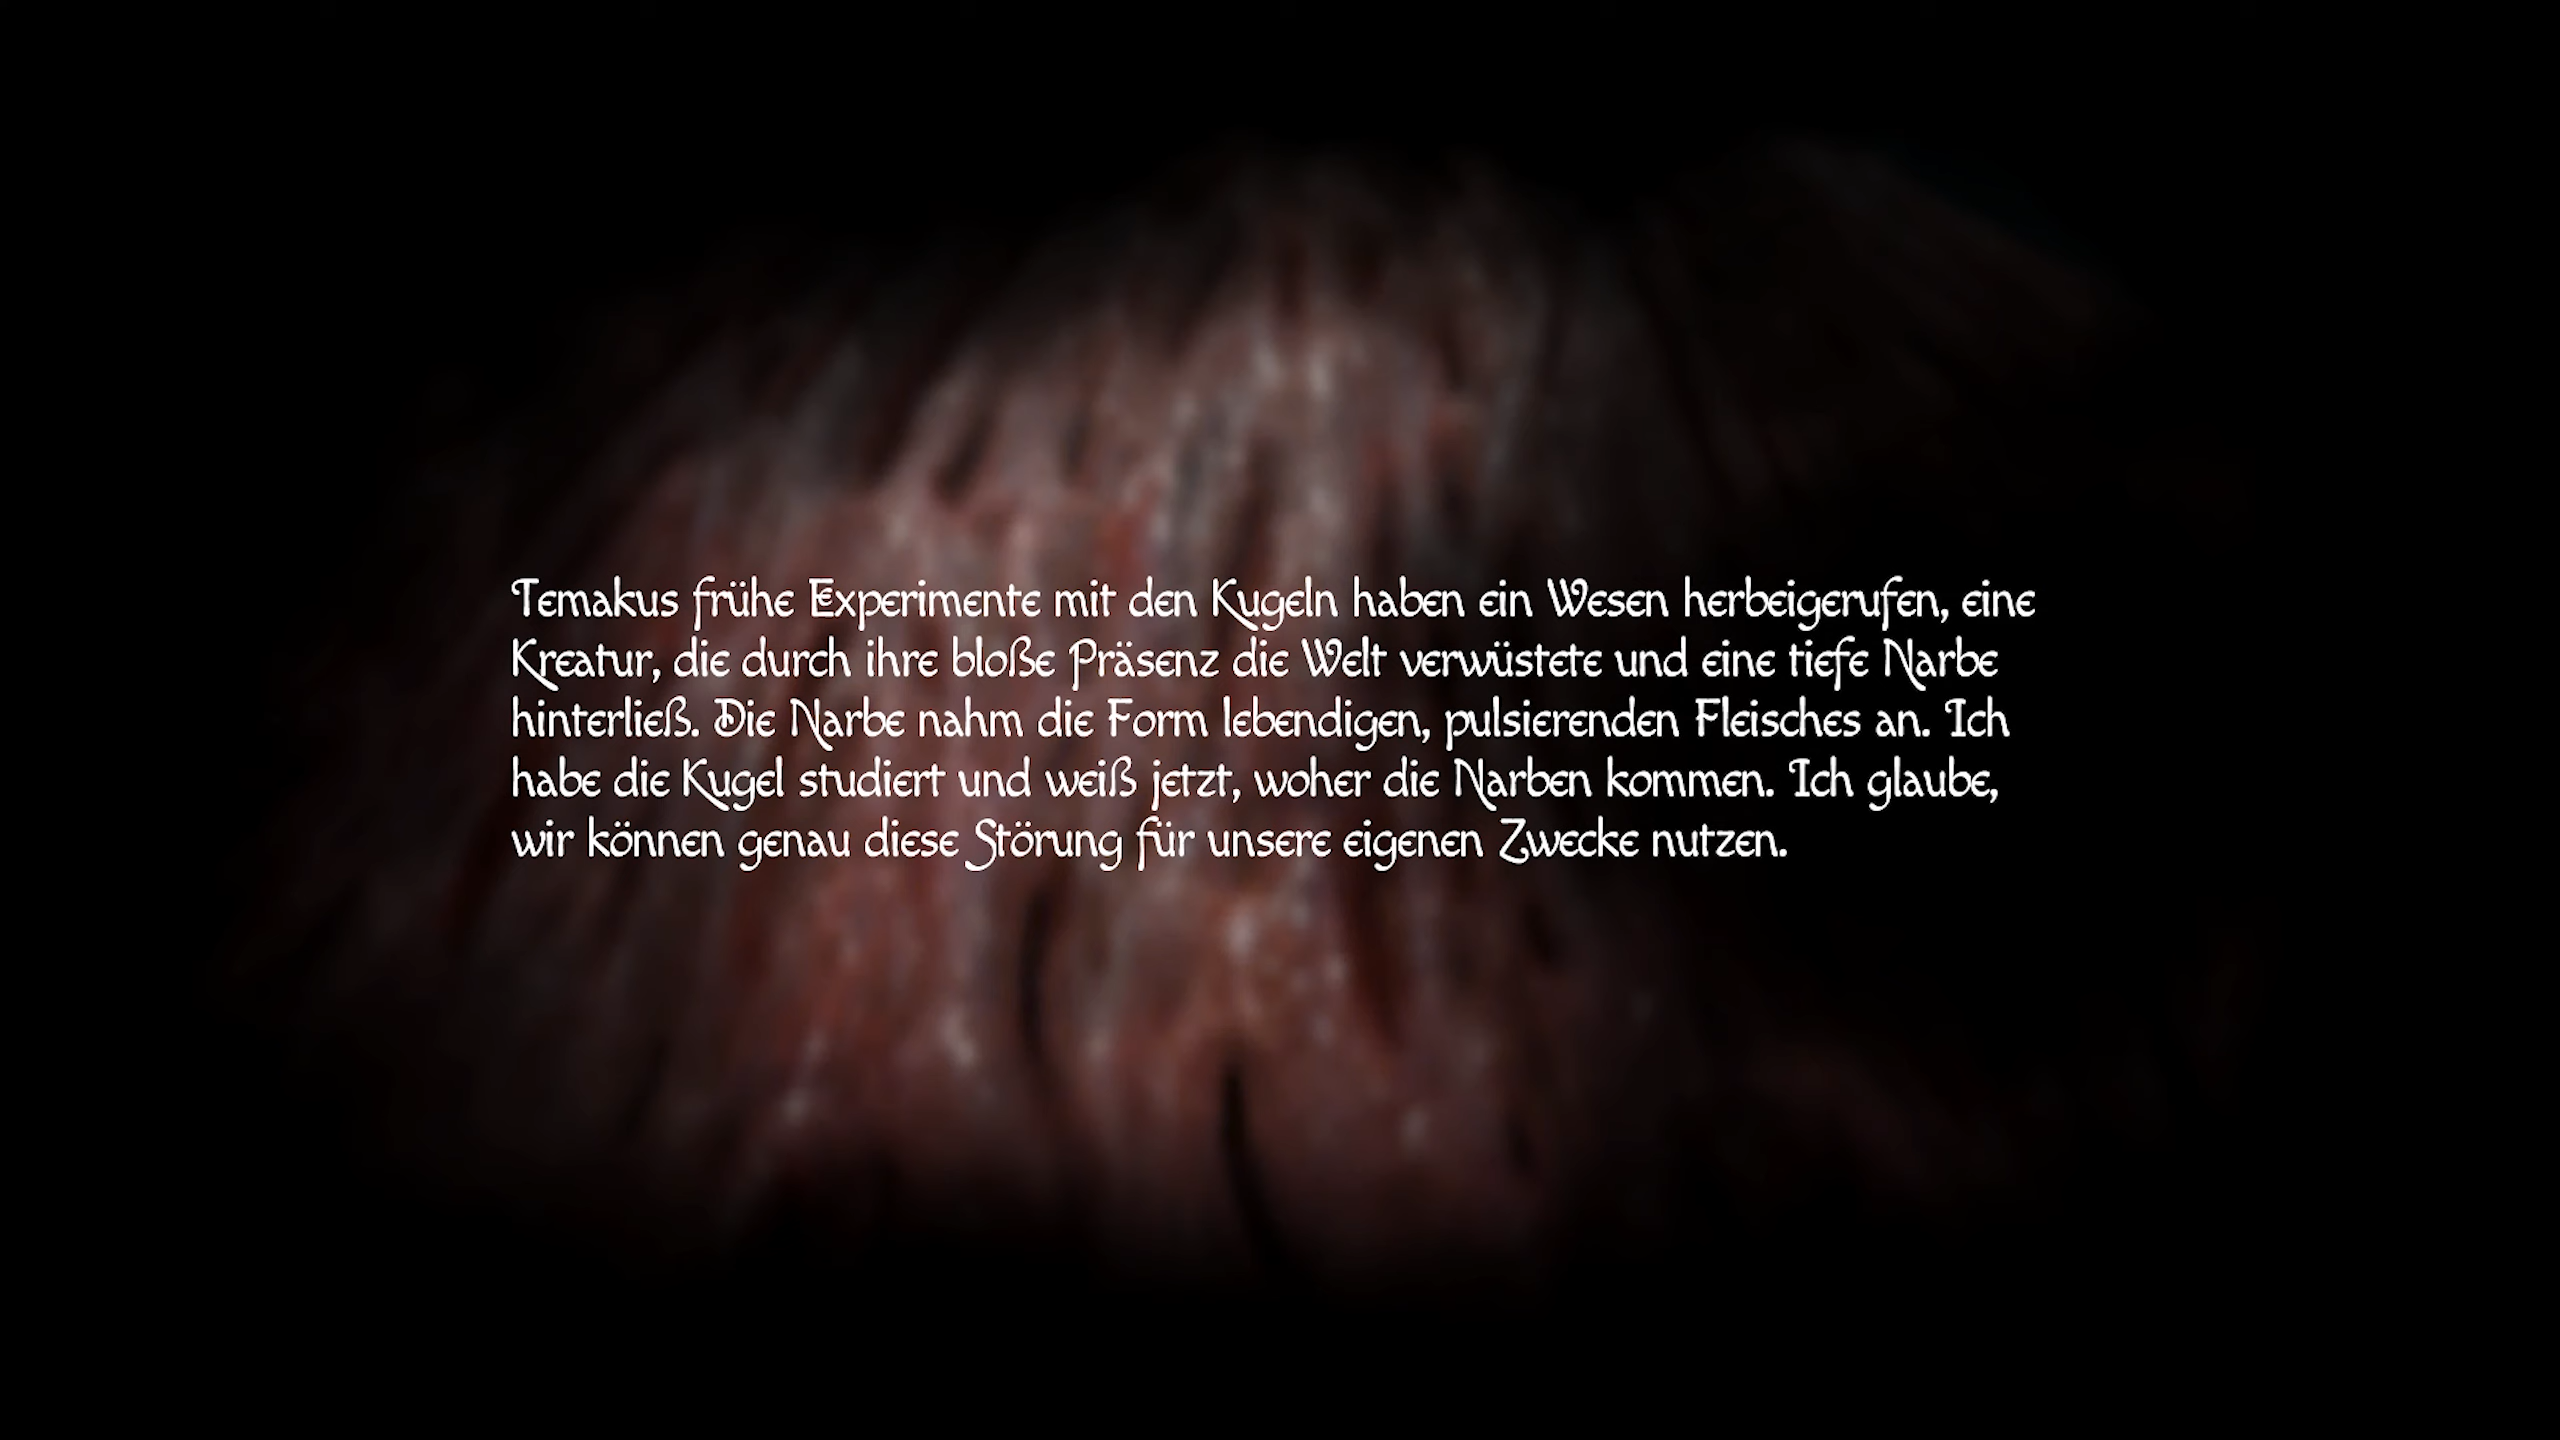 Temakus frühe Experimente mit den Kugeln haben ein Wesen herbeigerufen, eine
Kreatur, die durch ihre bloße Präsenz die Welt verwüstete und eine tiefe Narbe
hinterließ. Die Narbe nahm die Form lebendigen, pulsierenden Fleisches an. Ich
habe die Kugel studiert und weiß jetzt, woher die Narben kommen. Ich glaube,
wir können genau diese Störung für unsere eigenen Zwecke nutzen.